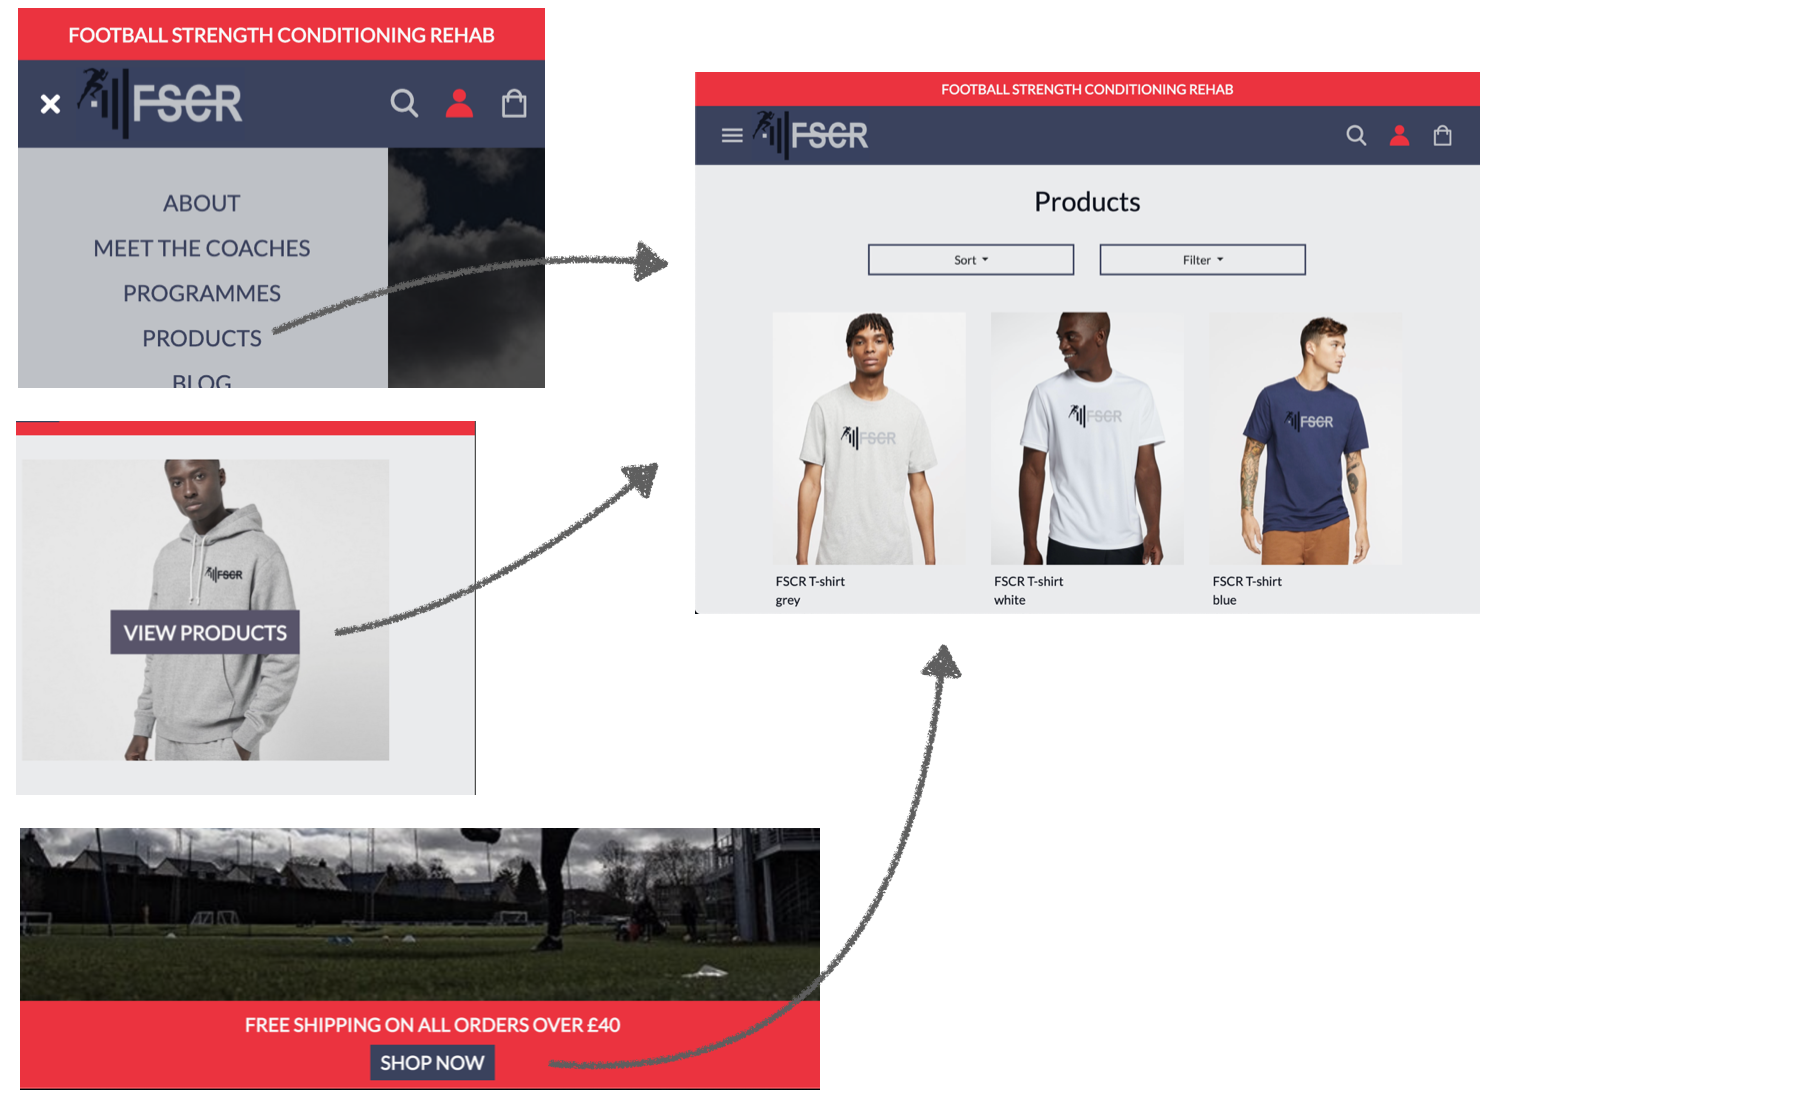 FOOTBALL STRENGTH CONDITIONING REHAB
FSCR
ABOUT
MEET THE COACHES
PROGRAMMES
PRODUCTS
BLOG
FSCR
VIEW PRODUCTS
FREE SHIPPING ON ALL ORDERS OVER £40
SHOP NOW
FOOTBALL STRENGTH CONDITIONING REHAB
FSCR
Products
Sort
Filter
FSCR
FSCR
FSCR
FSCR T-shirt
grey
FSCR T-shirt
white
FSCR T-shirt
blue